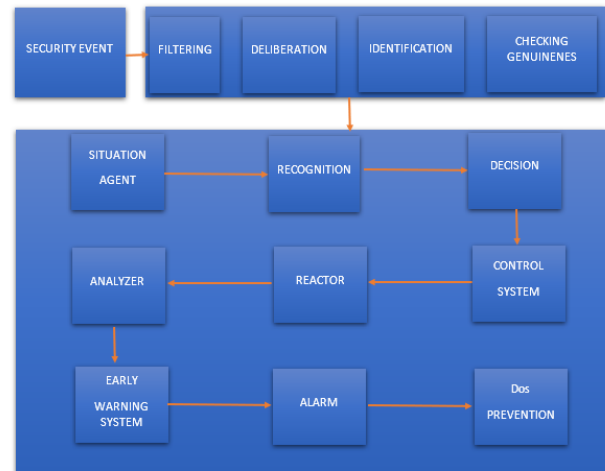 SECURITY EVENT
FILTERING
DELIBERATION
IDENTIFICATION
CHECKING
GENUINENES
SITUATION
AGENT
RECOGNITION
DECISION
ANALYZER
REACTOR
CONTROL
SYSTEM
EARLY
WARNING
SYSTEM
ALARM
Dos
PREVENTION